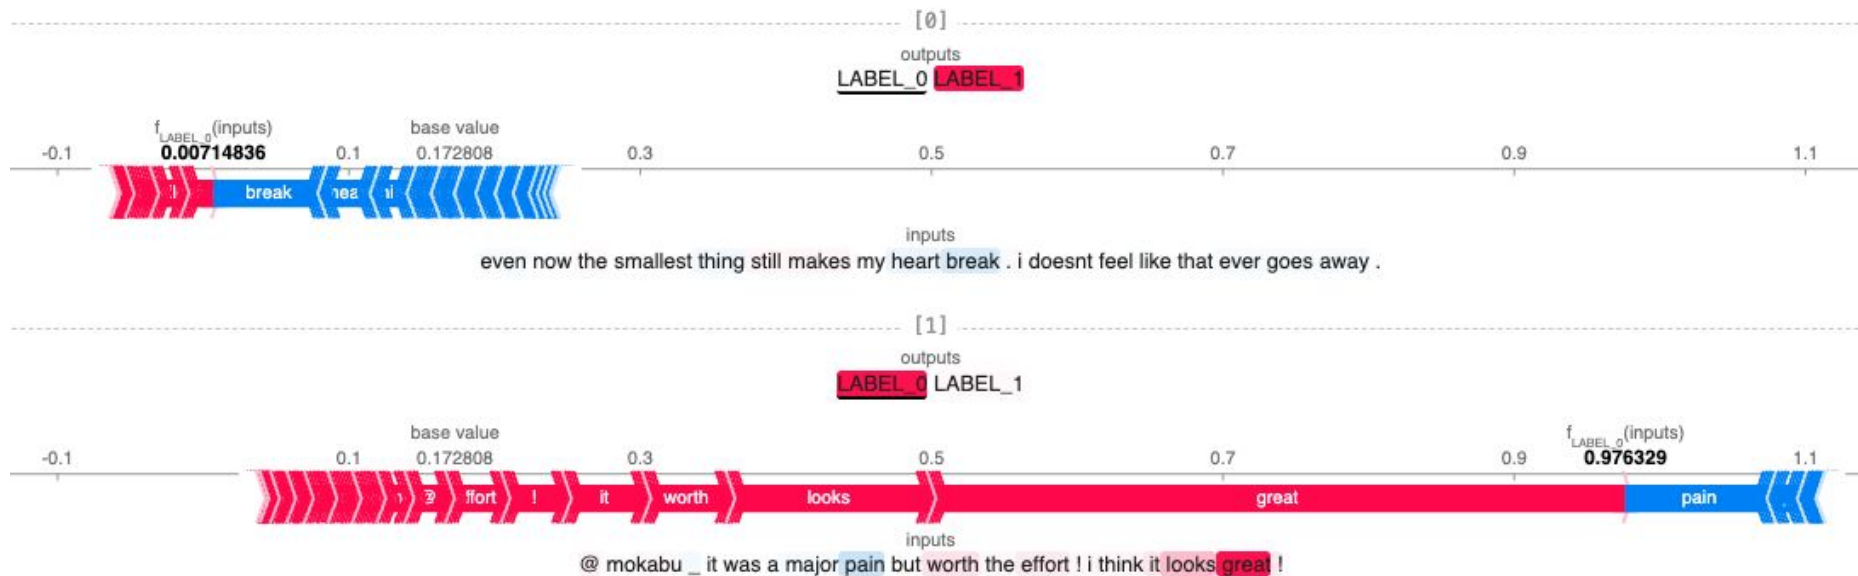 [0]
outputs
LABEL_0 LABEL_1
f LABEL_0 (inputs) base value
-0.1 0.00714836 0.1 0.172808 0.3 0.5 0.7 0.9 1.1
break hea hi
inputs
even now the smallest thing still makes my heart break . i doesnt feel like that ever goes away .
[1]
outputs
LABEL_0 LABEL_1
base value f LABEL_0 (inputs)
-0.1 0.1 0.172808 0.3 0.5 0.7 0.9 0.976329 1.1
@ ffort ! it worth looks great pain
inputs
@ mokabu _ it was a major pain but worth the effort ! i think it looks great !